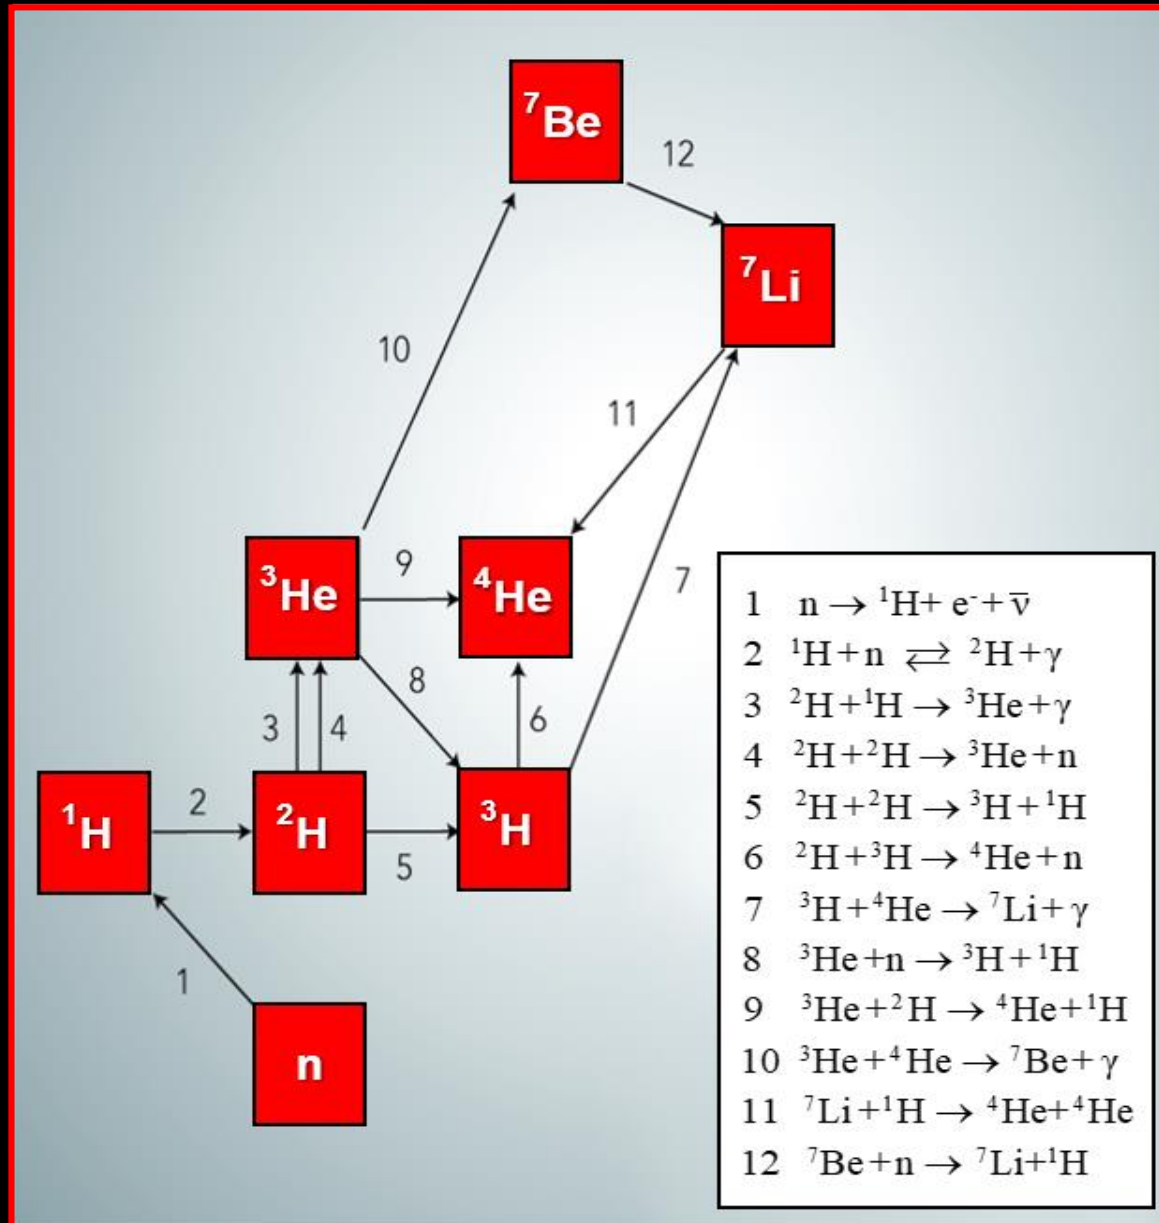 ⁷Be
12
⁷Li
10
11
³He
9
⁴He
7
8
3
4
6
¹H
2
²H
5
³H
1
n
1 n → ¹H+ e⁻+ ν̅
2 ¹H+n ⇄ ²H+γ
3 ²H+¹H → ³He+γ
4 ²H+²H → ³He+n
5 ²H+²H → ³H+¹H
6 ²H+³H → ⁴He+n
7 ³H+⁴He → ⁷Li+γ
8 ³He+n → ³H+¹H
9 ³He+²H → ⁴He+¹H
10 ³He+⁴He → ⁷Be+γ
11 ⁷Li+¹H → ⁴He+⁴He
12 ⁷Be+n → ⁷Li+¹H